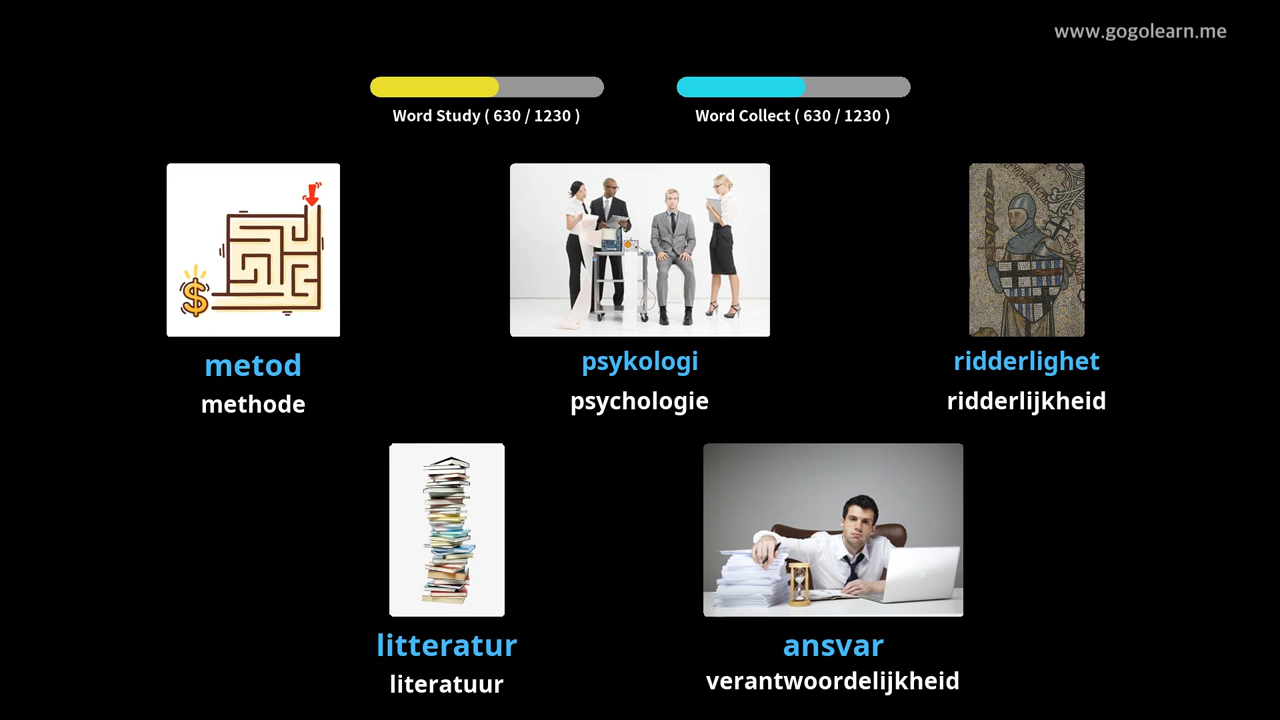 www.gogolearn.me
Word Study ( 630 / 1230 )
Word Collect ( 630 / 1230 )
metod
methode
psykologi
psychologie
ridderlighet
ridderlijkheid
litteratur
literatuur
ansvar
verantwoordelijkheid